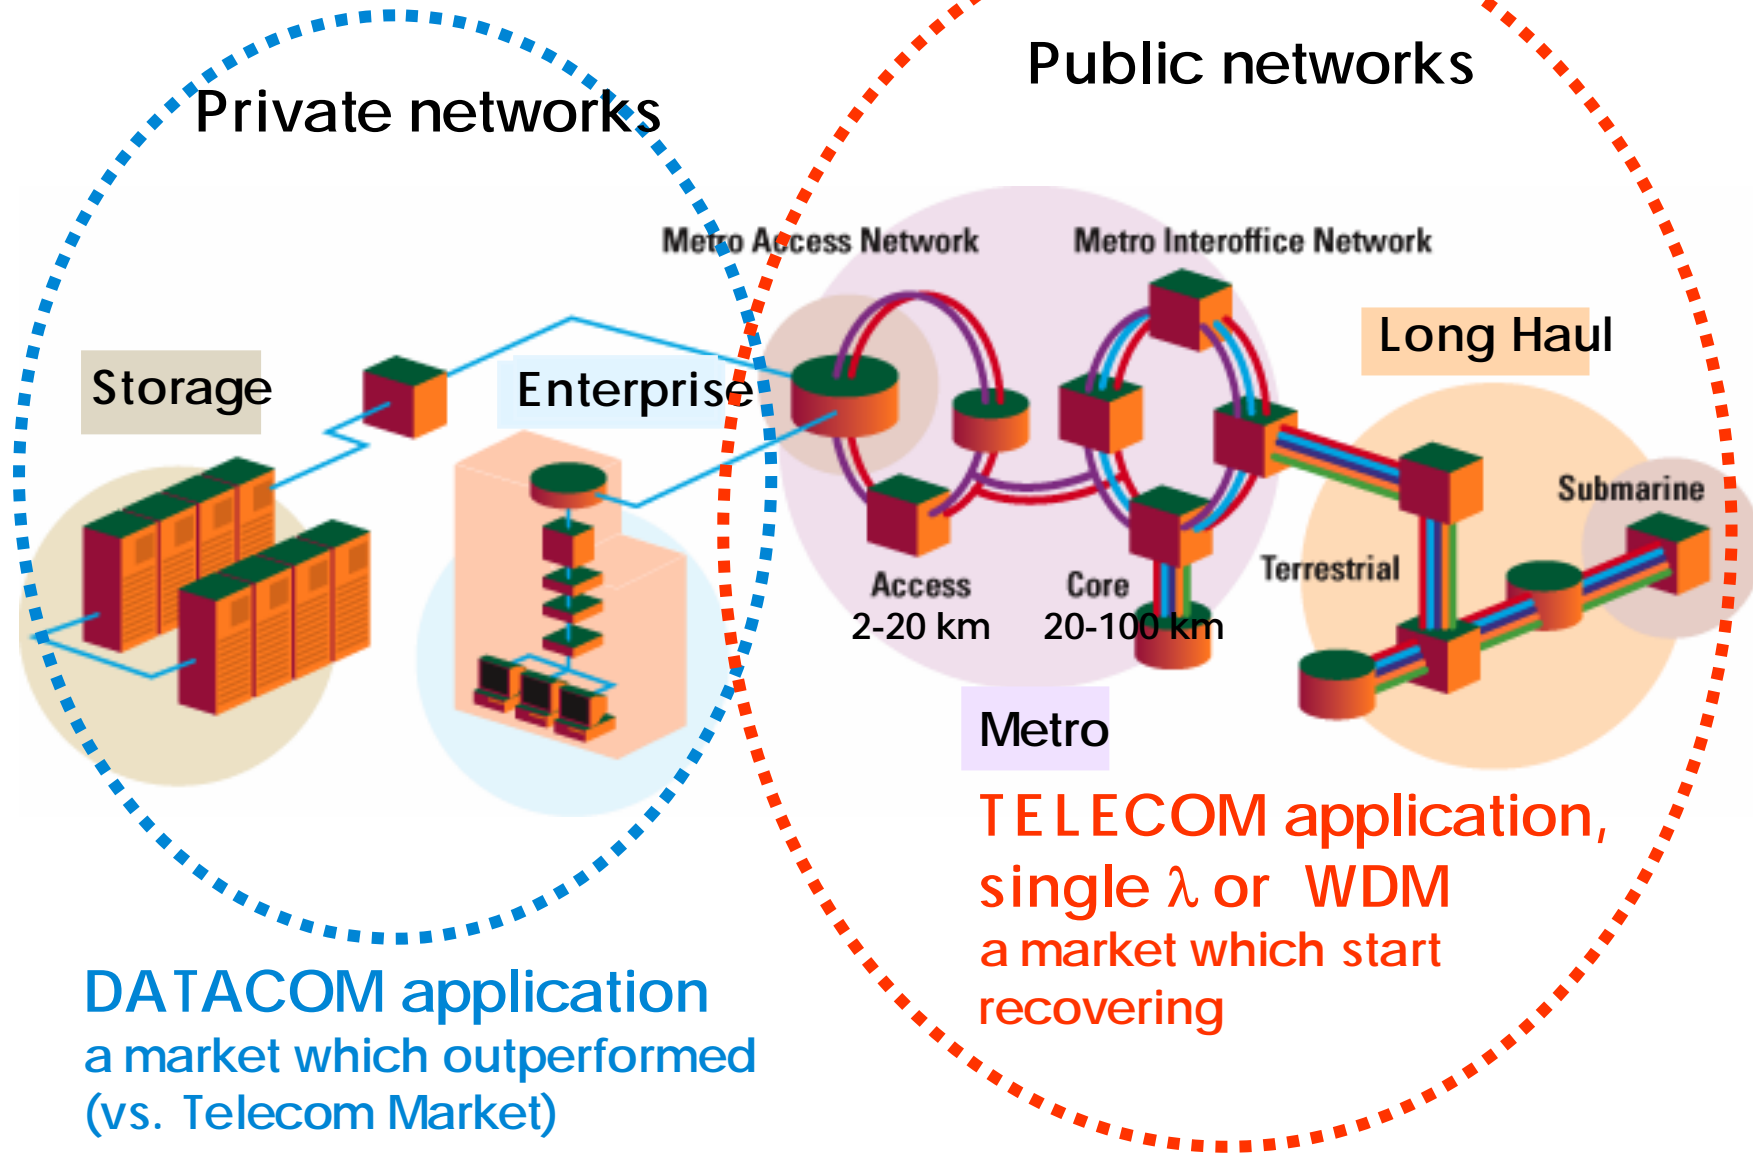 Public networks
Private networks
Metro Access Network
Metro Interoffice Network
Long Haul
Storage
Enterprise
Submarine
Terrestrial
Access
2-20 km
Core
20-100 km
Metro
TELECOM application,
single λ or WDM
a market which start
recovering
DATACOM application
a market which outperformed
(vs. Telecom Market)